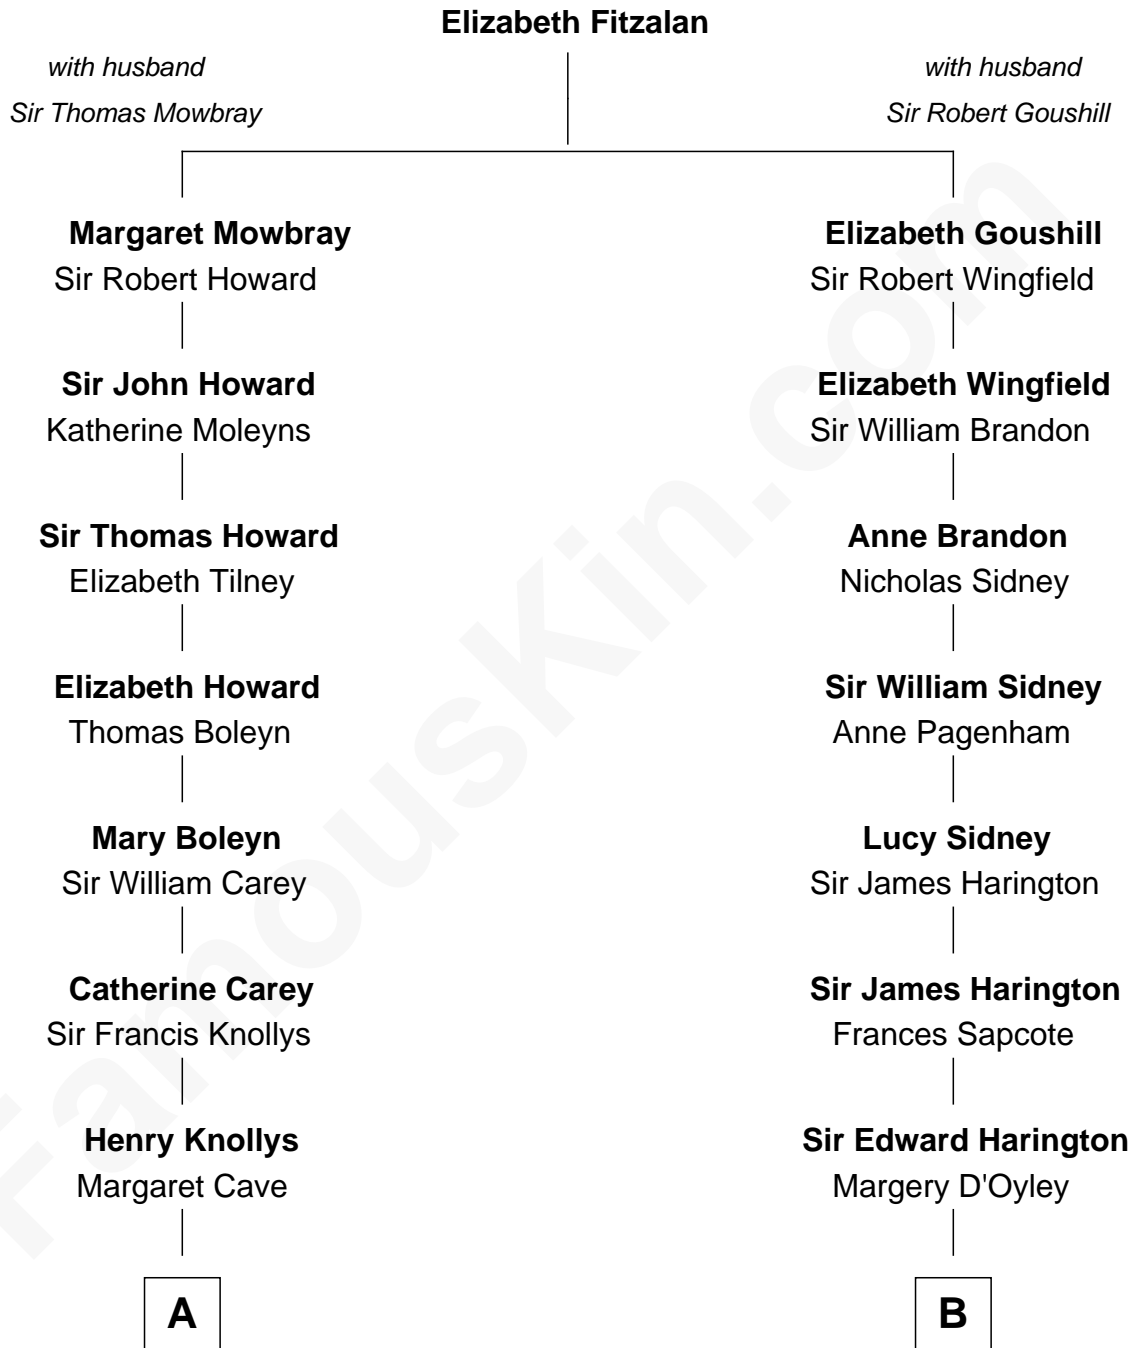 Elizabeth Fitzalan
with husband
Sir Thomas Mowbray
with husband
Sir Robert Goushill
Margaret Mowbray
Sir Robert Howard
Elizabeth Goushill
Sir Robert Wingfield
Sir John Howard
Katherine Moleyns
Elizabeth Wingfield
Sir William Brandon
Sir Thomas Howard
Elizabeth Tilney
Anne Brandon
Nicholas Sidney
Elizabeth Howard
Thomas Boleyn
Sir William Sidney
Anne Pagenham
Mary Boleyn
Sir William Carey
Lucy Sidney
Sir James Harington
Catherine Carey
Sir Francis Knollys
Sir James Harington
Frances Sapcote
Henry Knollys
Margaret Cave
Sir Edward Harington
Margery D'Oyley
A
B
FamousKin.com